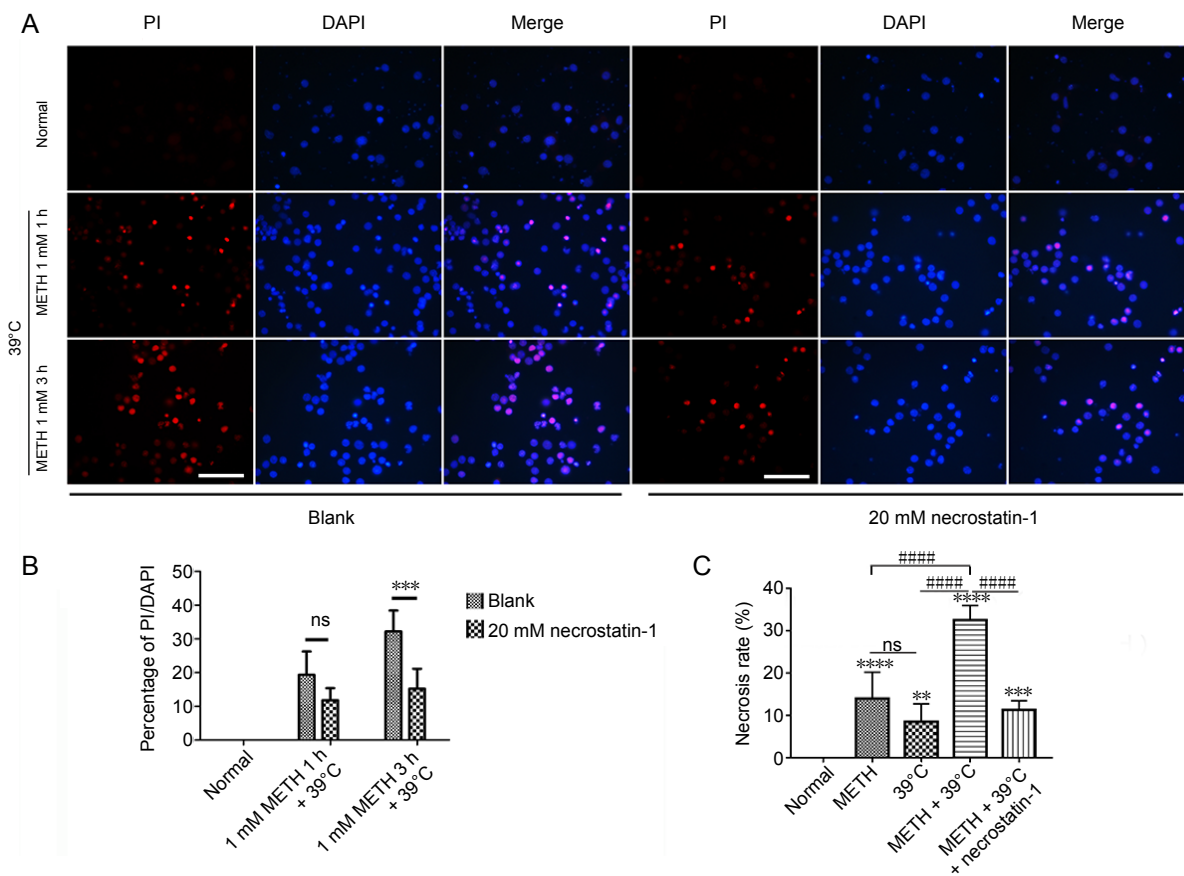 A
PI DAPI Merge PI DAPI Merge
Normal
39°C
METH 1 mM 1 h
METH 1 mM 3 h
Blank 20 mM necrostatin-1
B
Percentage of PI/DAPI
50
40
30
20
10
0
ns
***
Blank
20 mM necrostatin-1
Normal
1 mM METH 1 h
+ 39°C
1 mM METH 3 h
+ 39°C
C
Necrosis rate (%)
40
30
20
10
0
####
#### ####
****
ns
****
**
***
Normal
METH
39°C
METH + 39°C
METH + 39°C
+ necrostatin-1